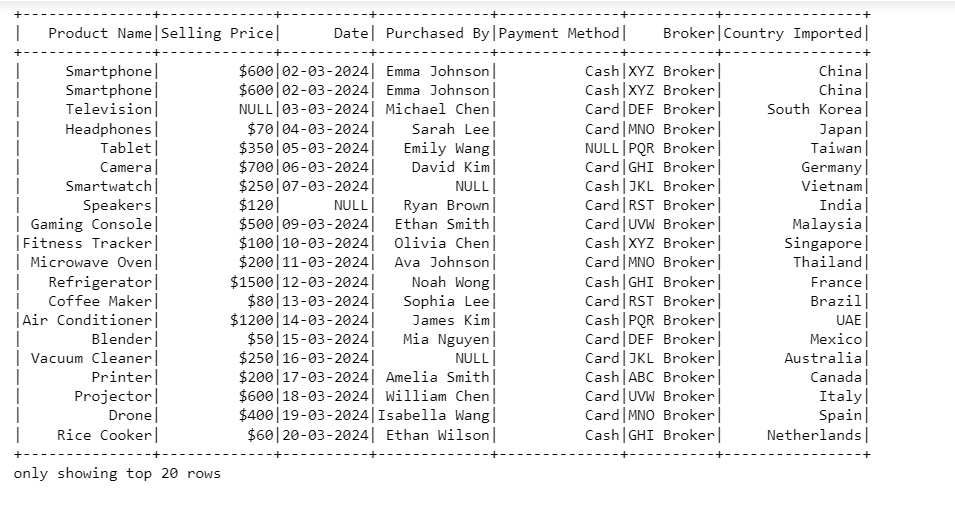 +----------------+--------------+-----------+--------------+---------------+-----------+-----------------+
|   Product Name|Selling Price|      Date|  Purchased By|Payment Method|    Broker|Country Imported|
+----------------+--------------+-----------+--------------+---------------+-----------+-----------------+
|     Smartphone|         $600|02-03-2024|  Emma Johnson|          Cash|XYZ Broker|           China|
|     Smartphone|         $600|02-03-2024|  Emma Johnson|          Cash|XYZ Broker|           China|
|     Television|         NULL|03-03-2024|  Michael Chen|          Card|DEF Broker|     South Korea|
|     Headphones|          $70|04-03-2024|     Sarah Lee|          Card|MNO Broker|           Japan|
|         Tablet|         $350|05-03-2024|    Emily Wang|          NULL|PQR Broker|          Taiwan|
|         Camera|         $700|06-03-2024|     David Kim|          Card|GHI Broker|         Germany|
|     Smartwatch|         $250|07-03-2024|          NULL|          Cash|JKL Broker|         Vietnam|
|       Speakers|         $120|      NULL|    Ryan Brown|          Card|RST Broker|           India|
| Gaming Console|         $500|09-03-2024|   Ethan Smith|          Card|UVW Broker|        Malaysia|
|Fitness Tracker|         $100|10-03-2024|   Olivia Chen|          Cash|XYZ Broker|       Singapore|
| Microwave Oven|         $200|11-03-2024|   Ava Johnson|          Card|MNO Broker|        Thailand|
|   Refrigerator|        $1500|12-03-2024|     Noah Wong|          Cash|GHI Broker|          France|
|   Coffee Maker|          $80|13-03-2024|    Sophia Lee|          Card|RST Broker|          Brazil|
|Air Conditioner|        $1200|14-03-2024|     James Kim|          Cash|PQR Broker|             UAE|
|        Blender|          $50|15-03-2024|    Mia Nguyen|          Card|DEF Broker|          Mexico|
| Vacuum Cleaner|         $250|16-03-2024|          NULL|          Card|JKL Broker|       Australia|
|        Printer|         $200|17-03-2024|  Amelia Smith|          Cash|ABC Broker|          Canada|
|      Projector|         $600|18-03-2024|  William Chen|          Card|UVW Broker|           Italy|
|          Drone|         $400|19-03-2024|Isabella Wang|          Card|MNO Broker|           Spain|
|    Rice Cooker|          $60|20-03-2024|  Ethan Wilson|          Cash|GHI Broker|     Netherlands|
+----------------+--------------+-----------+--------------+---------------+-----------+-----------------+
only showing top 20 rows